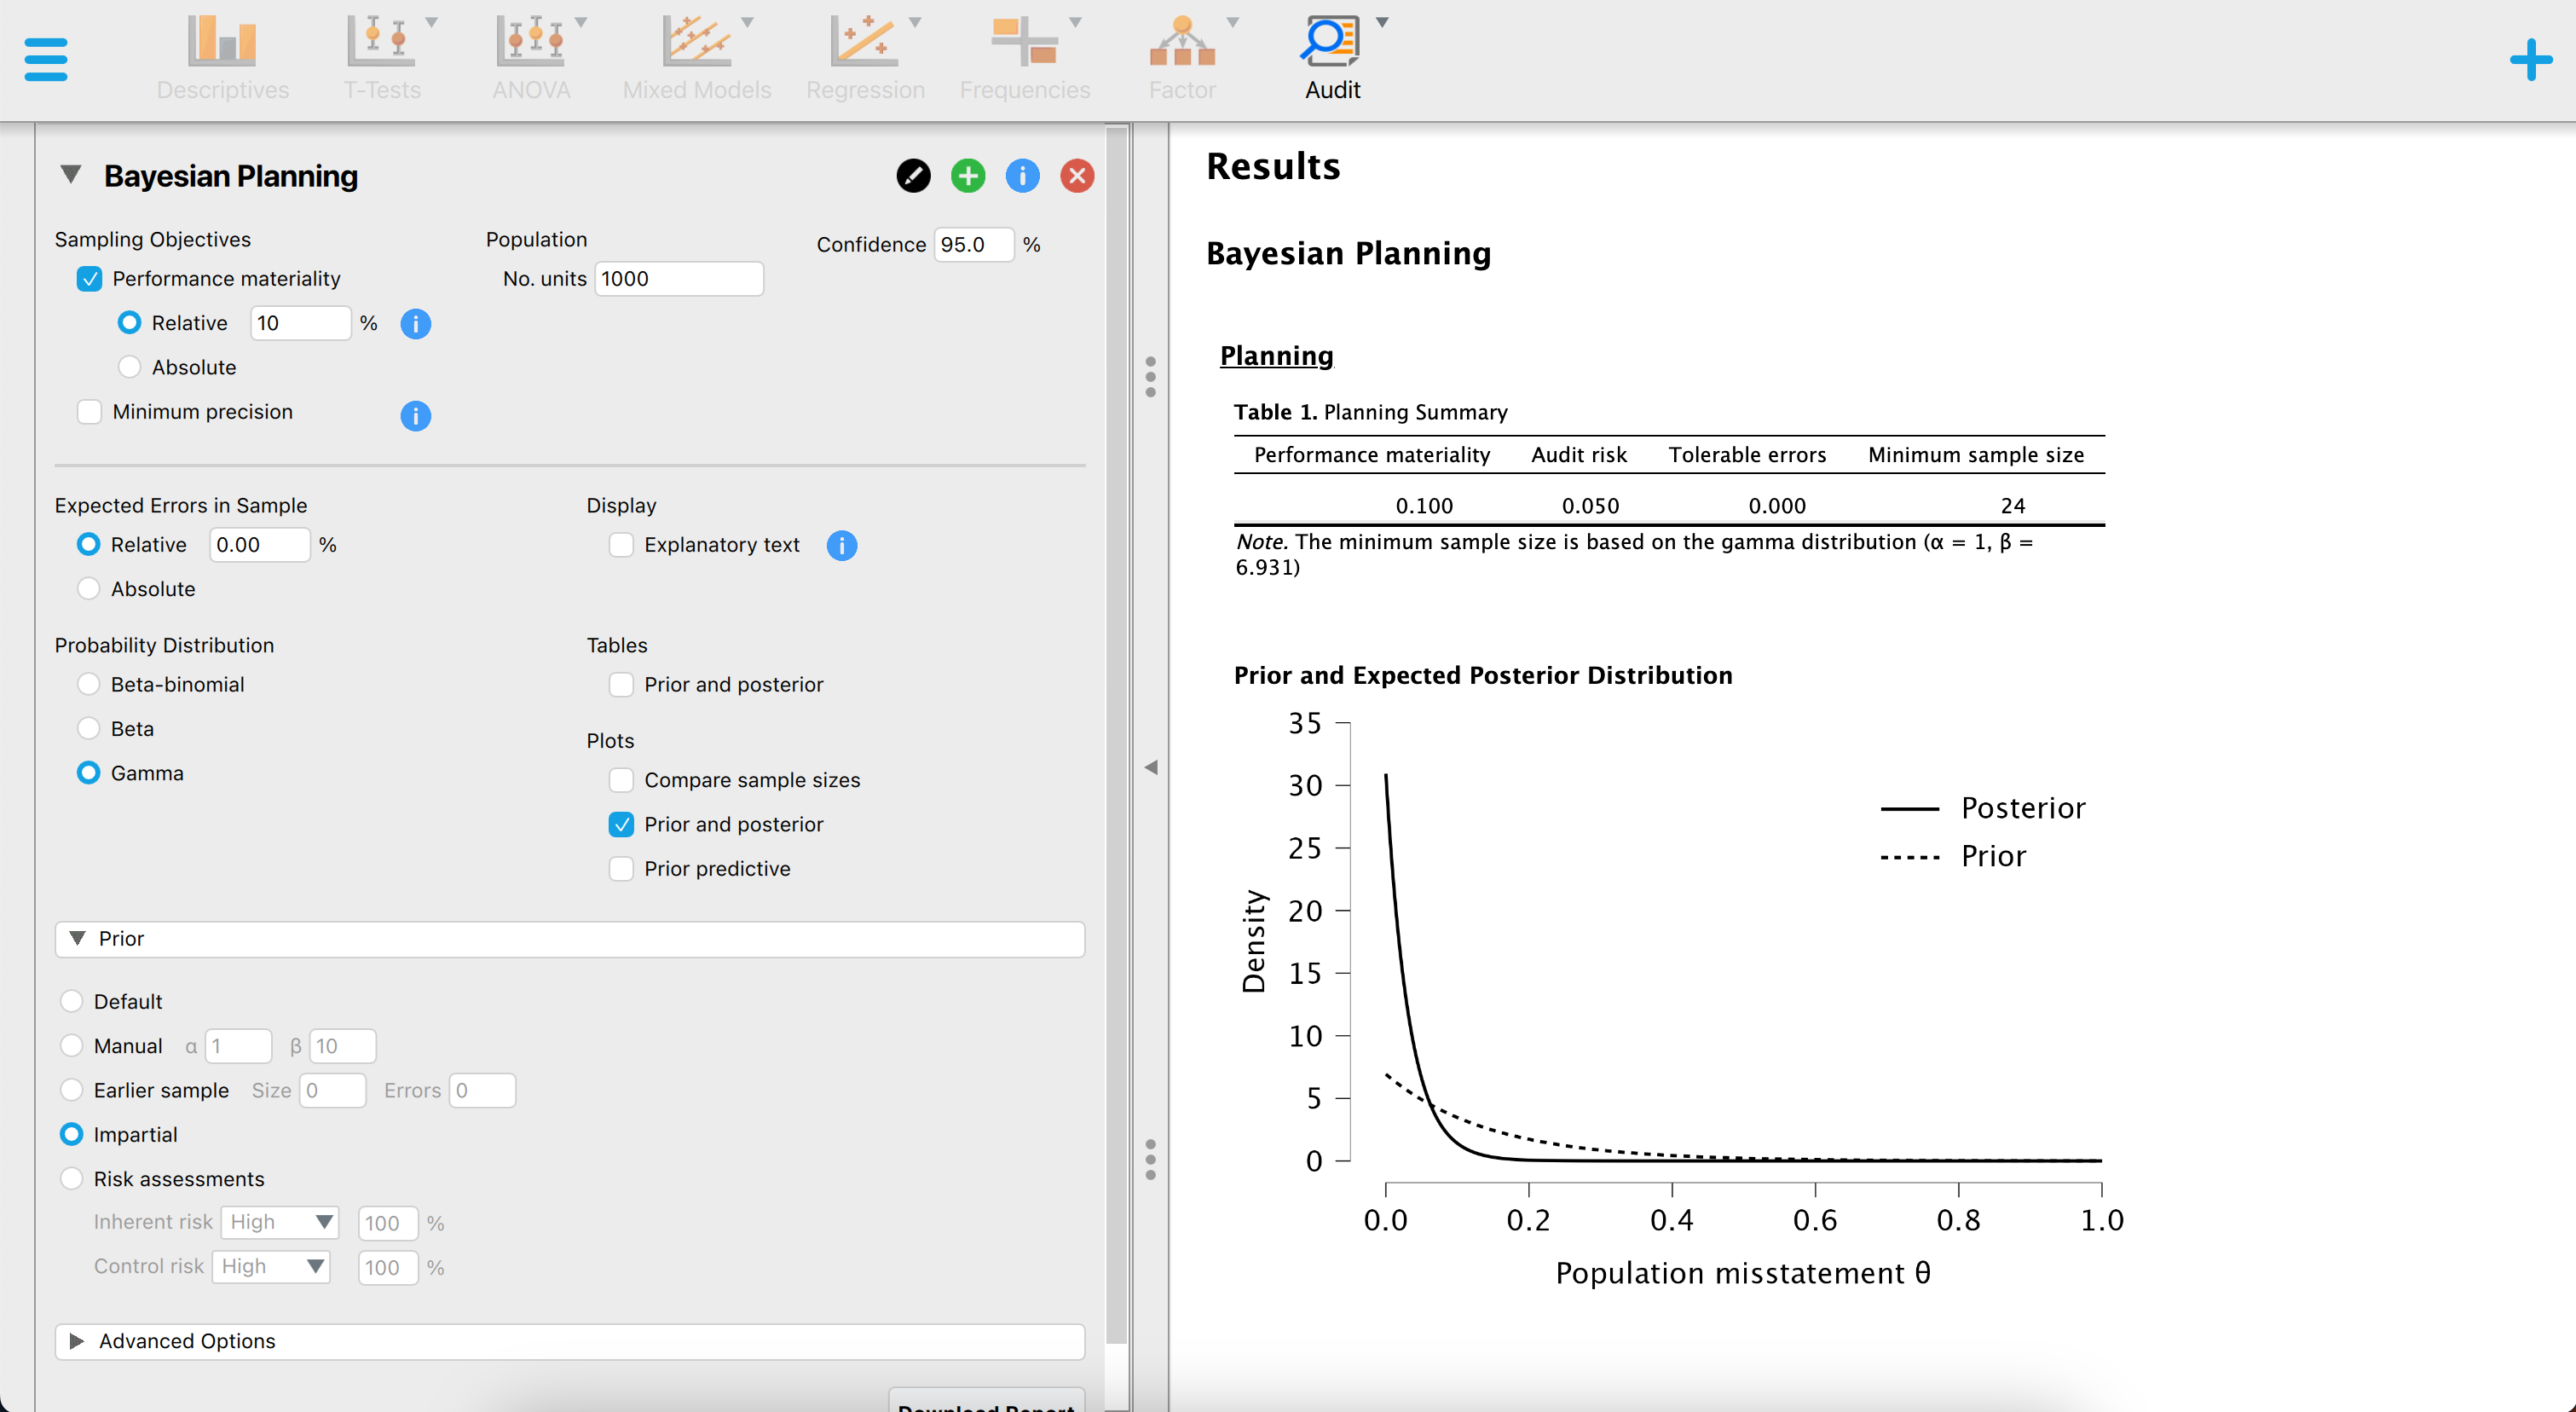 Descriptives
T-Tests
ANOVA
Mixed Models
Regression
Frequencies
Factor
Audit
Bayesian Planning
Sampling Objectives
Performance materiality
Relative 10 %
Absolute
Minimum precision
Population
No. units 1000
Confidence 95.0 %
Expected Errors in Sample
Relative 0.00 %
Absolute
Display
Explanatory text
Probability Distribution
Beta-binomial
Beta
Gamma
Tables
Prior and posterior
Plots
Compare sample sizes
Prior and posterior
Prior predictive
Prior
Default
Manual α 1 β 10
Earlier sample Size 0 Errors 0
Impartial
Risk assessments
Inherent risk High 100 %
Control risk High 100 %
Advanced Options
Download Report
Results
Bayesian Planning
Planning
Table 1. Planning Summary
Performance materiality Audit risk Tolerable errors Minimum sample size
0.100 0.050 0.000 24
Note. The minimum sample size is based on the gamma distribution (α = 1, β =
6.931)
Prior and Expected Posterior Distribution
35
30
25
20
15
10
5
0
Density
Posterior
Prior
0.0 0.2 0.4 0.6 0.8 1.0
Population misstatement θ